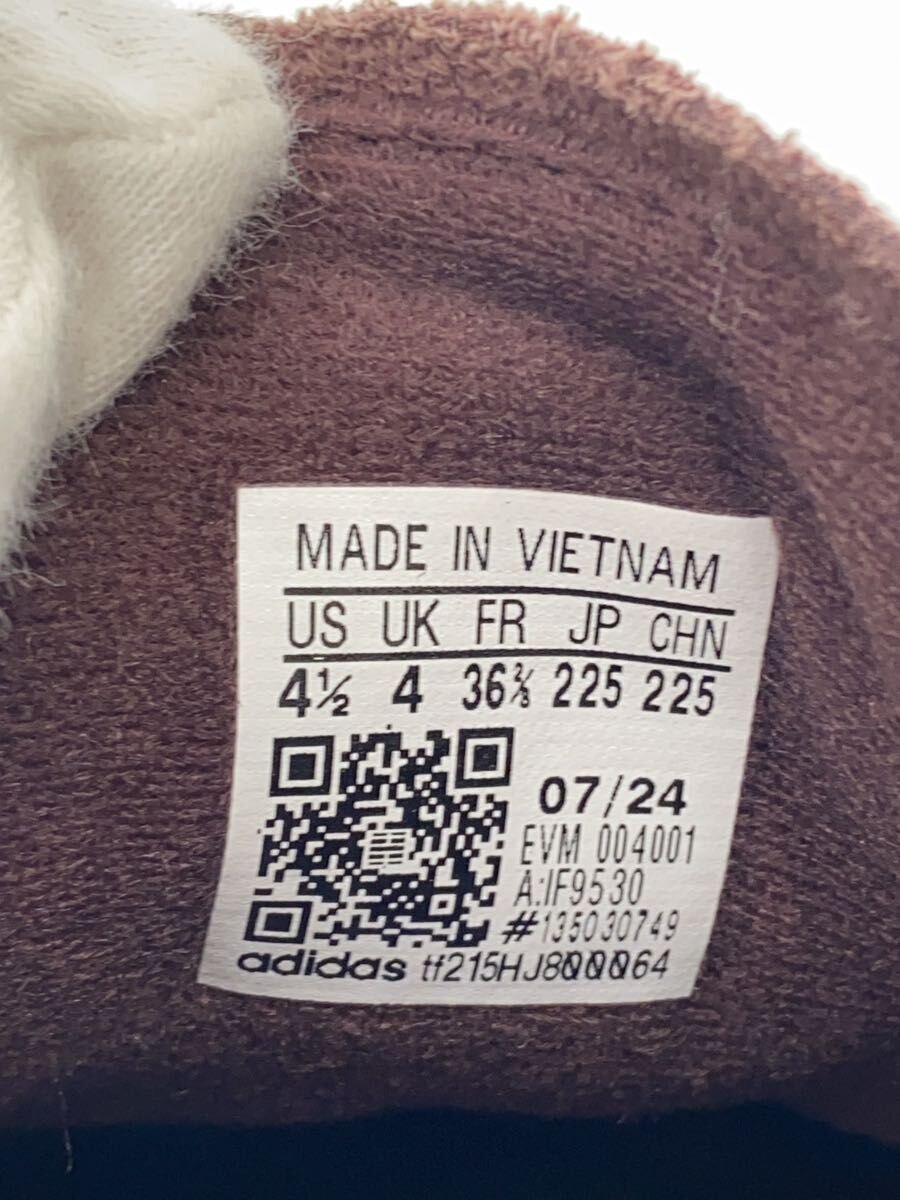 MADE IN VIETNAM
US UK FR JP CHN
4½ 4 36⅔ 225 225
07/24
EVM 004001
A:IF9530
#135030749
adidas tf215HJ8000064